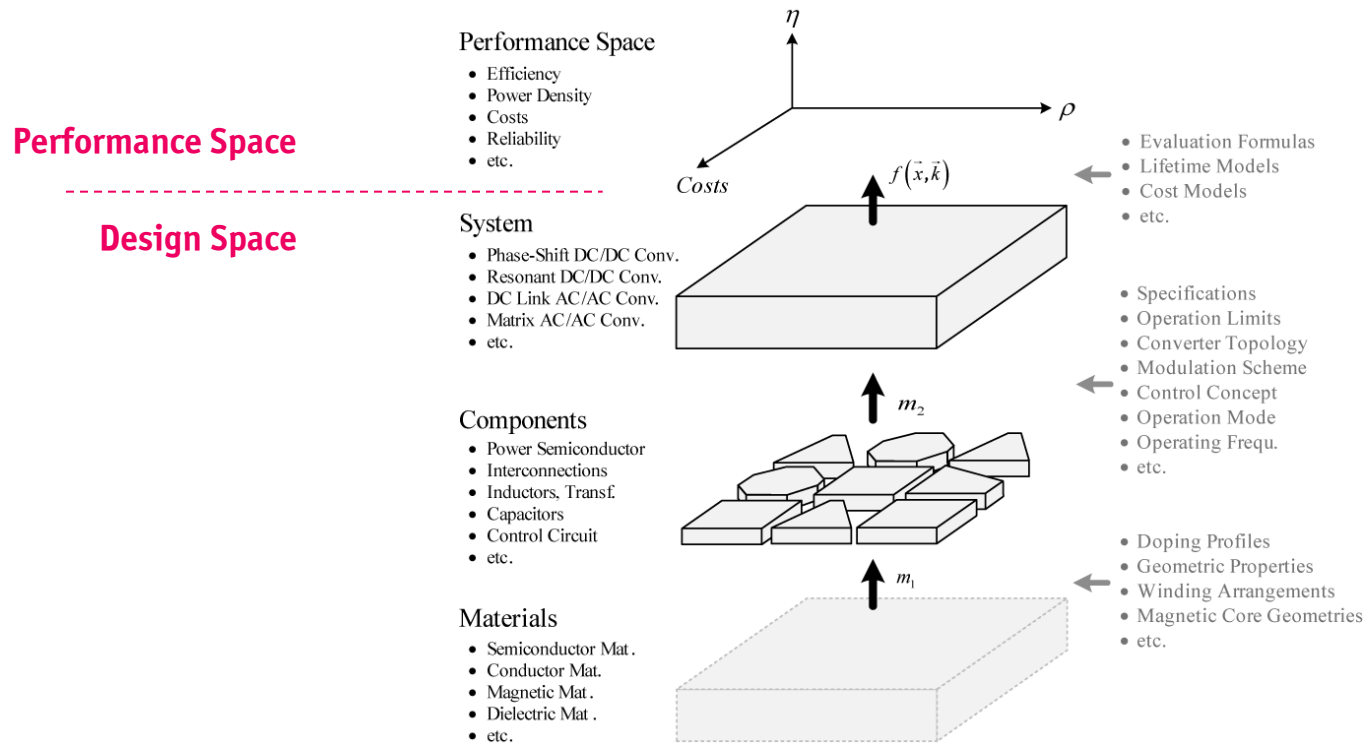 Performance Space
Design Space
Performance Space
• Efficiency
• Power Density
• Costs
• Reliability
• etc.
System
• Phase-Shift DC/DC Conv.
• Resonant DC/DC Conv.
• DC Link AC/AC Conv.
• Matrix AC/AC Conv.
• etc.
Components
• Power Semiconductor
• Interconnections
• Inductors, Transf.
• Capacitors
• Control Circuit
• etc.
Materials
• Semiconductor Mat.
• Conductor Mat.
• Magnetic Mat.
• Dielectric Mat.
• etc.
η
ρ
Costs
f(x⃗,k⃗)
m₂
m₁
• Evaluation Formulas
• Lifetime Models
• Cost Models
• etc.
• Specifications
• Operation Limits
• Converter Topology
• Modulation Scheme
• Control Concept
• Operation Mode
• Operating Frequ.
• etc.
• Doping Profiles
• Geometric Properties
• Winding Arrangements
• Magnetic Core Geometries
• etc.